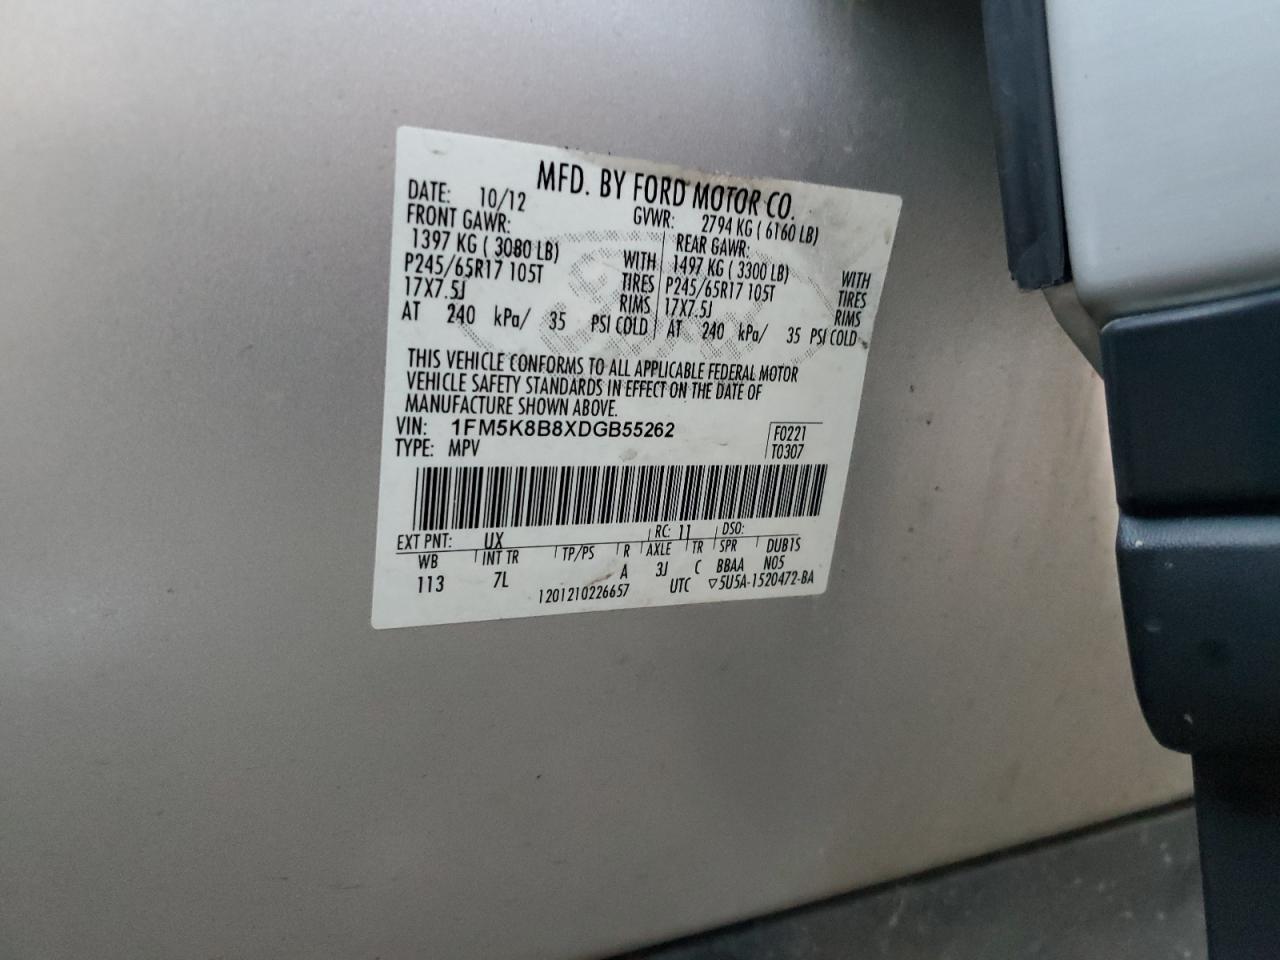 MFD. BY FORD MOTOR CO.
DATE: 10/12 GVWR: 2794 KG ( 6160 LB)
FRONT GAWR: REAR GAWR:
1397 KG ( 3080 LB) WITH 1497 KG ( 3300 LB) WITH
P245/65R17 105T TIRES P245/65R17 105T TIRES
17X7.5J RIMS 17X7.5J RIMS
AT 240 kPa/ 35 PSI COLD AT 240 kPa/ 35 PSI COLD
THIS VEHICLE CONFORMS TO ALL APPLICABLE FEDERAL MOTOR
VEHICLE SAFETY STANDARDS IN EFFECT ON THE DATE OF
MANUFACTURE SHOWN ABOVE.
VIN: 1FM5K8B8XDGB55262 F0221
TYPE: MPV T0307
EXT PNT: UX RC: 11 DSO:
WB INT TR TP/PS R AXLE TR SPR DUB1S
113 7L A 3J C BBAA N05
1201210226657 UTC ▽5U5A-1520472-BA